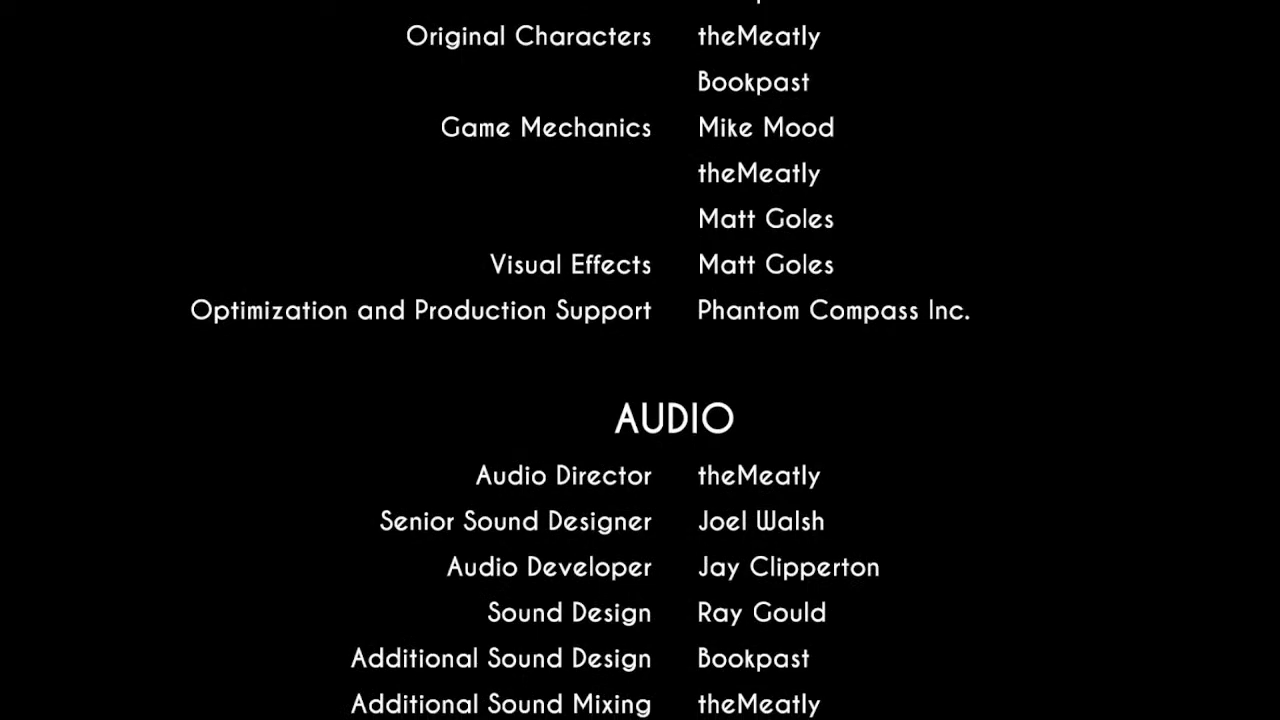 Original Characters theMeatly
Bookpast
Game Mechanics Mike Mood
theMeatly
Matt Goles
Visual Effects Matt Goles
Optimization and Production Support Phantom Compass Inc.
AUDIO
Audio Director theMeatly
Senior Sound Designer Joel Walsh
Audio Developer Jay Clipperton
Sound Design Ray Gould
Additional Sound Design Bookpast
Additional Sound Mixing theMeatly